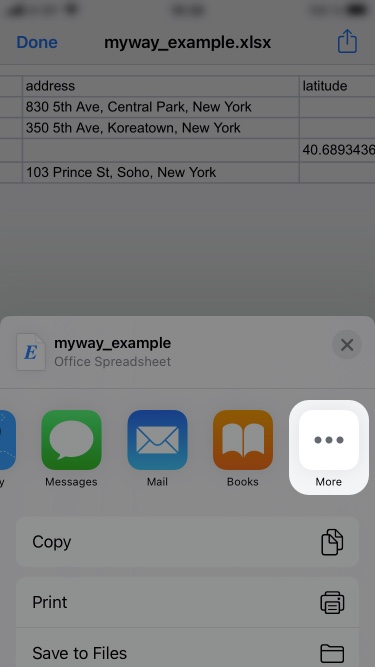 Done myway_example.xlsx
address latitude
830 5th Ave, Central Park, New York
350 5th Ave, Koreatown, New York
40.6893436
103 Prince St, Soho, New York
E myway_example
Office Spreadsheet
y Messages Mail Books More
Copy
Print
Save to Files